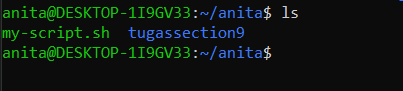 anita@DESKTOP-1I9GV33:~/anita$ ls
my-script.sh  tugassection9
anita@DESKTOP-1I9GV33:~/anita$